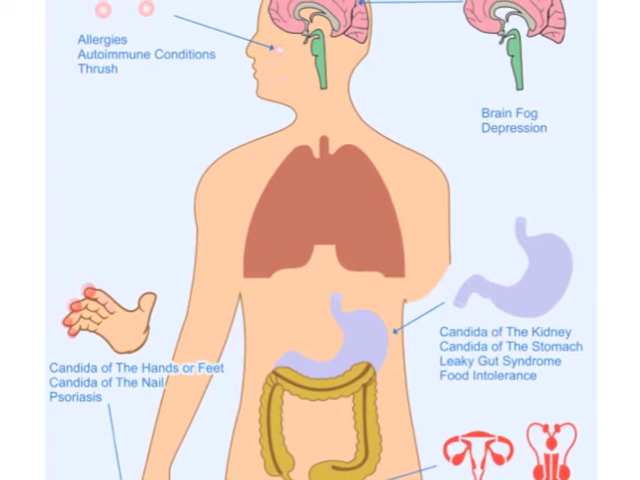 Allergies
Autoimmune Conditions
Thrush
Brain Fog
Depression
Candida of The Kidney
Candida of The Stomach
Leaky Gut Syndrome
Food Intolerance
Candida of The Hands or Feet
Candida of The Nail
Psoriasis